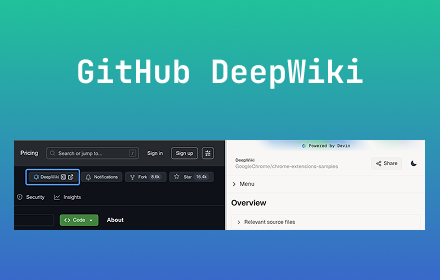 GitHub DeepWiki
Pricing
Search or jump to...
/
Sign in
Sign up
DeepWiki
Notifications
Fork 8.6k
Star 16.4k
Security
Insights
Code
About
Powered by Devin
DeepWiki
GoogleChrome/chrome-extensions-samples
Share
Menu
Overview
Relevant source files